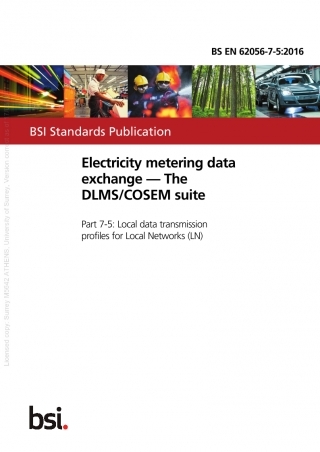 BS EN 62056-7-5:2016
BSI Standards Publication
Electricity metering data
exchange — The
DLMS/COSEM suite
Part 7-5: Local data transmission
profiles for Local Networks (LN)
bsi.